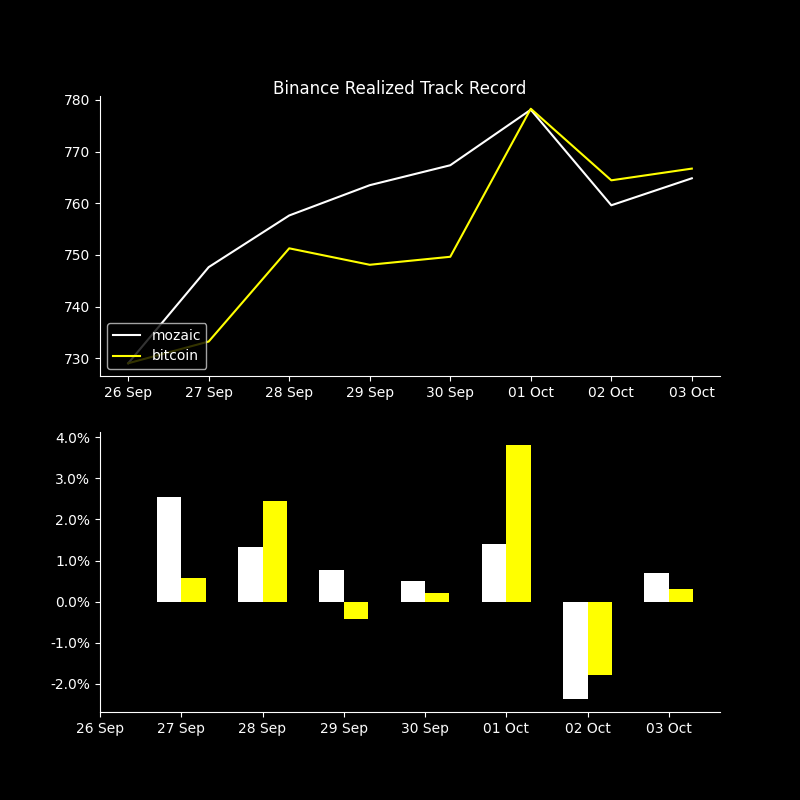 Binance Realized Track Record
780
770
760
750
740
730
mozaic
bitcoin
26 Sep 27 Sep 28 Sep 29 Sep 30 Sep 01 Oct 02 Oct 03 Oct
4.0%
3.0%
2.0%
1.0%
0.0%
-1.0%
-2.0%
26 Sep 27 Sep 28 Sep 29 Sep 30 Sep 01 Oct 02 Oct 03 Oct